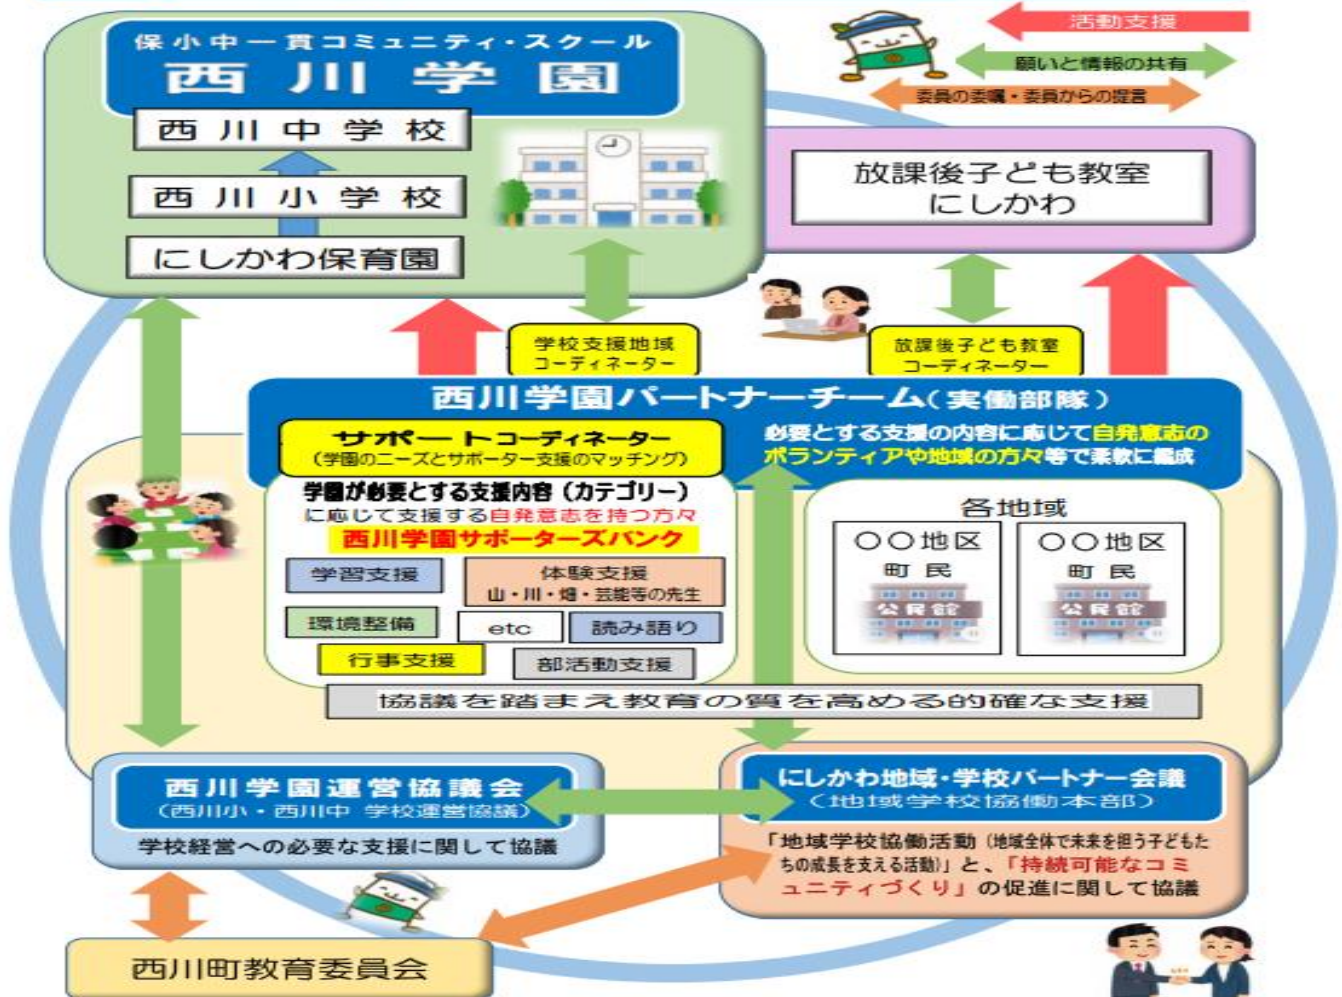 保小中一貫コミュニティ・スクール
西川学園
西川中学校
西川小学校
にしかわ保育園
活動支援
願いと情報の共有
委員の委嘱・委員からの提言
放課後子ども教室
にしかわ
学校支援地域
コーディネーター
放課後子ども教室
コーディネーター
西川学園パートナーチーム(実働部隊)
サポートコーディネーター
(学園のニーズとサポーター支援のマッチング)
必要とする支援の内容に応じて自発意志の
ボランティアや地域の方々等で柔軟に編成
学園が必要とする支援内容(カテゴリー)
に応じて支援する自発意志を持つ方々
西川学園サポーターズバンク
学習支援
体験支援
山・川・畑・芸能等の先生
環境整備
etc
読み語り
行事支援
部活動支援
各地域
〇〇地区
町民
公民館
〇〇地区
町民
公民館
協議を踏まえ教育の質を高める的確な支援
西川学園運営協議会
(西川小・西川中 学校運営協議)
学校経営への必要な支援に関して協議
にしかわ地域・学校パートナー会議
(地域学校協働本部)
「地域学校協働活動(地域全体で未来を担う子どもた
ちの成長を支える活動)」と、「持続可能なコミ
ュニティづくり」の促進に関して協議
西川町教育委員会